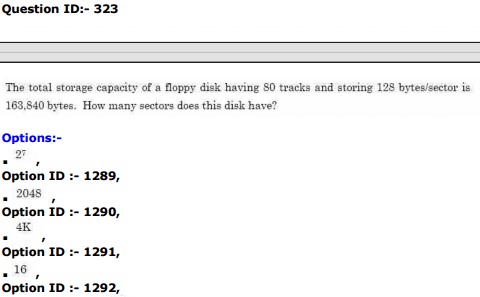 Question ID:- 323
The total storage capacity of a floppy disk having 80 tracks and storing 128 bytes/sector is
163,840 bytes. How many sectors does this disk have?
Options:-
27 ,
Option ID :- 1289,
2048 ,
Option ID :- 1290,
4K ,
Option ID :- 1291,
16 ,
Option ID :- 1292,